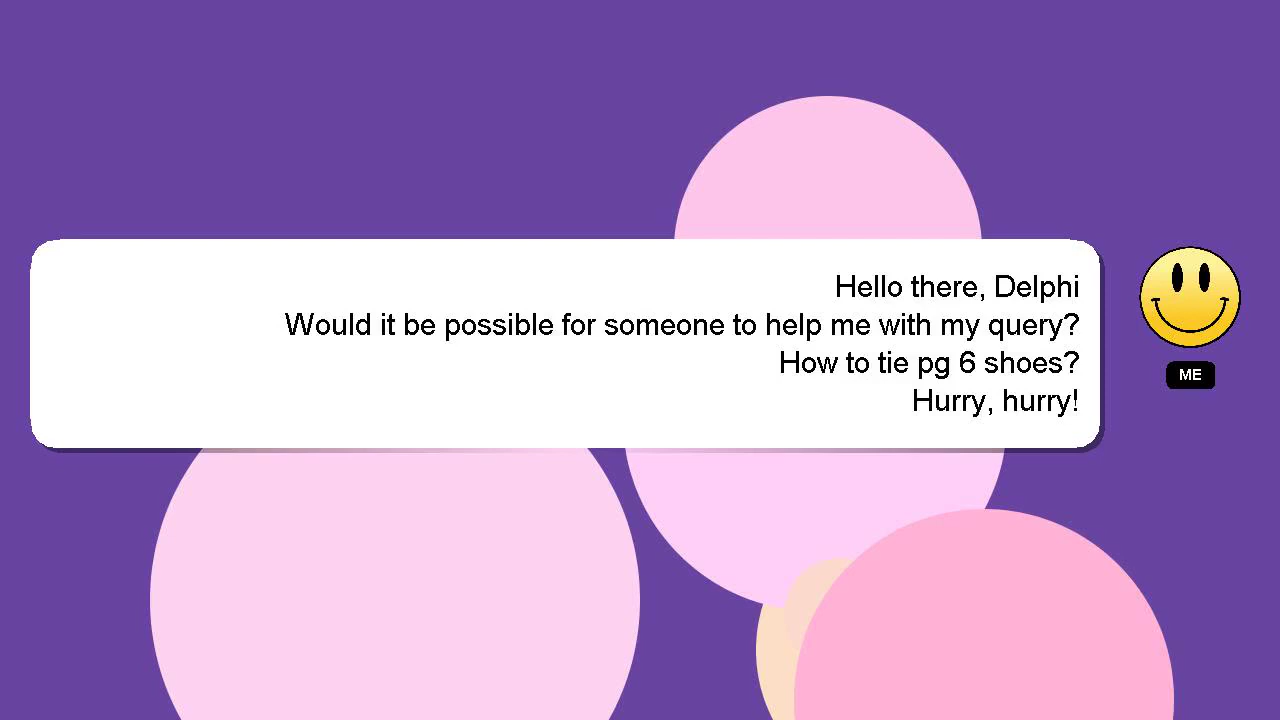 Hello there, Delphi
Would it be possible for someone to help me with my query?
How to tie pg 6 shoes?
Hurry, hurry!
ME